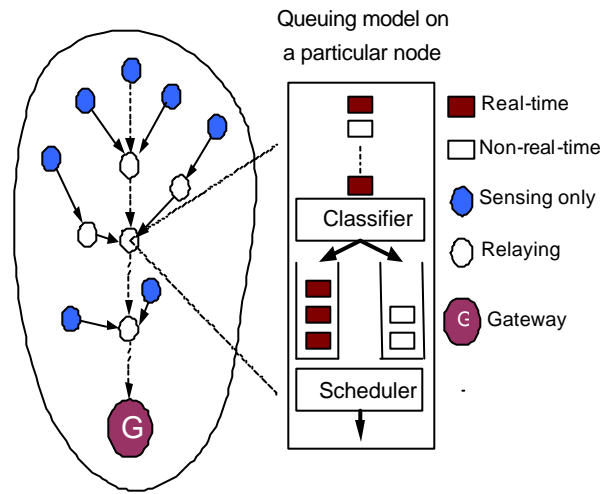 Queuing model on
a particular node
Real-time
Non-real-time
Classifier
Sensing only
Relaying
G
Gateway
Scheduler
G